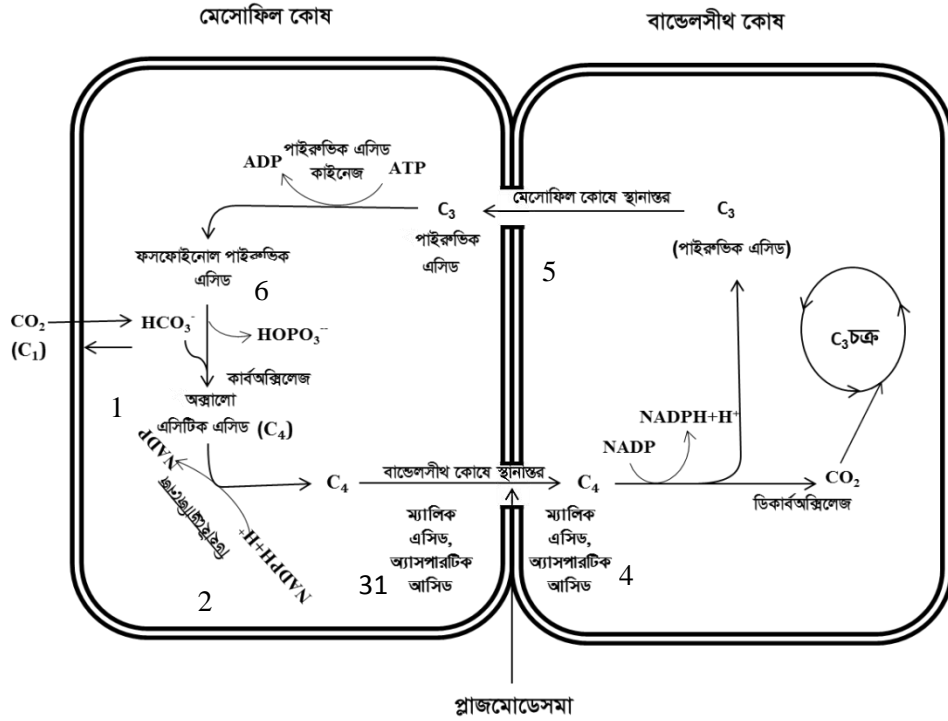 মেসোফিল কোষ
বান্ডেলসীথ কোষ
ADP
পাইরুভিক এসিড
কাইনেজ
ATP
C₃
পাইরুভিক
এসিড
মেসোফিল কোষে স্থানান্তর
C₃
(পাইরুভিক এসিড)
ফসফোইনোল পাইরুভিক
এসিড
6
5
CO₂
(C₁)
HCO₃⁻
HOPO₃⁻⁻
C₃চক্র
কার্বঅক্সিলেজ
1
অক্সালো
এসিটিক এসিড (C₄)
NADP
ডিহাইড্রোজিনেজ
NADPH+H⁺
2
C₄
বান্ডেলসীথ কোষে স্থানান্তর
C₄
NADP
NADPH+H⁺
CO₂
ডিকার্বঅক্সিলেজ
31
ম্যালিক
এসিড,
অ্যাসপারটিক
আসিড
ম্যালিক
এসিড,
অ্যাসপারটিক
আসিড
4
প্লাজমোডেসমা